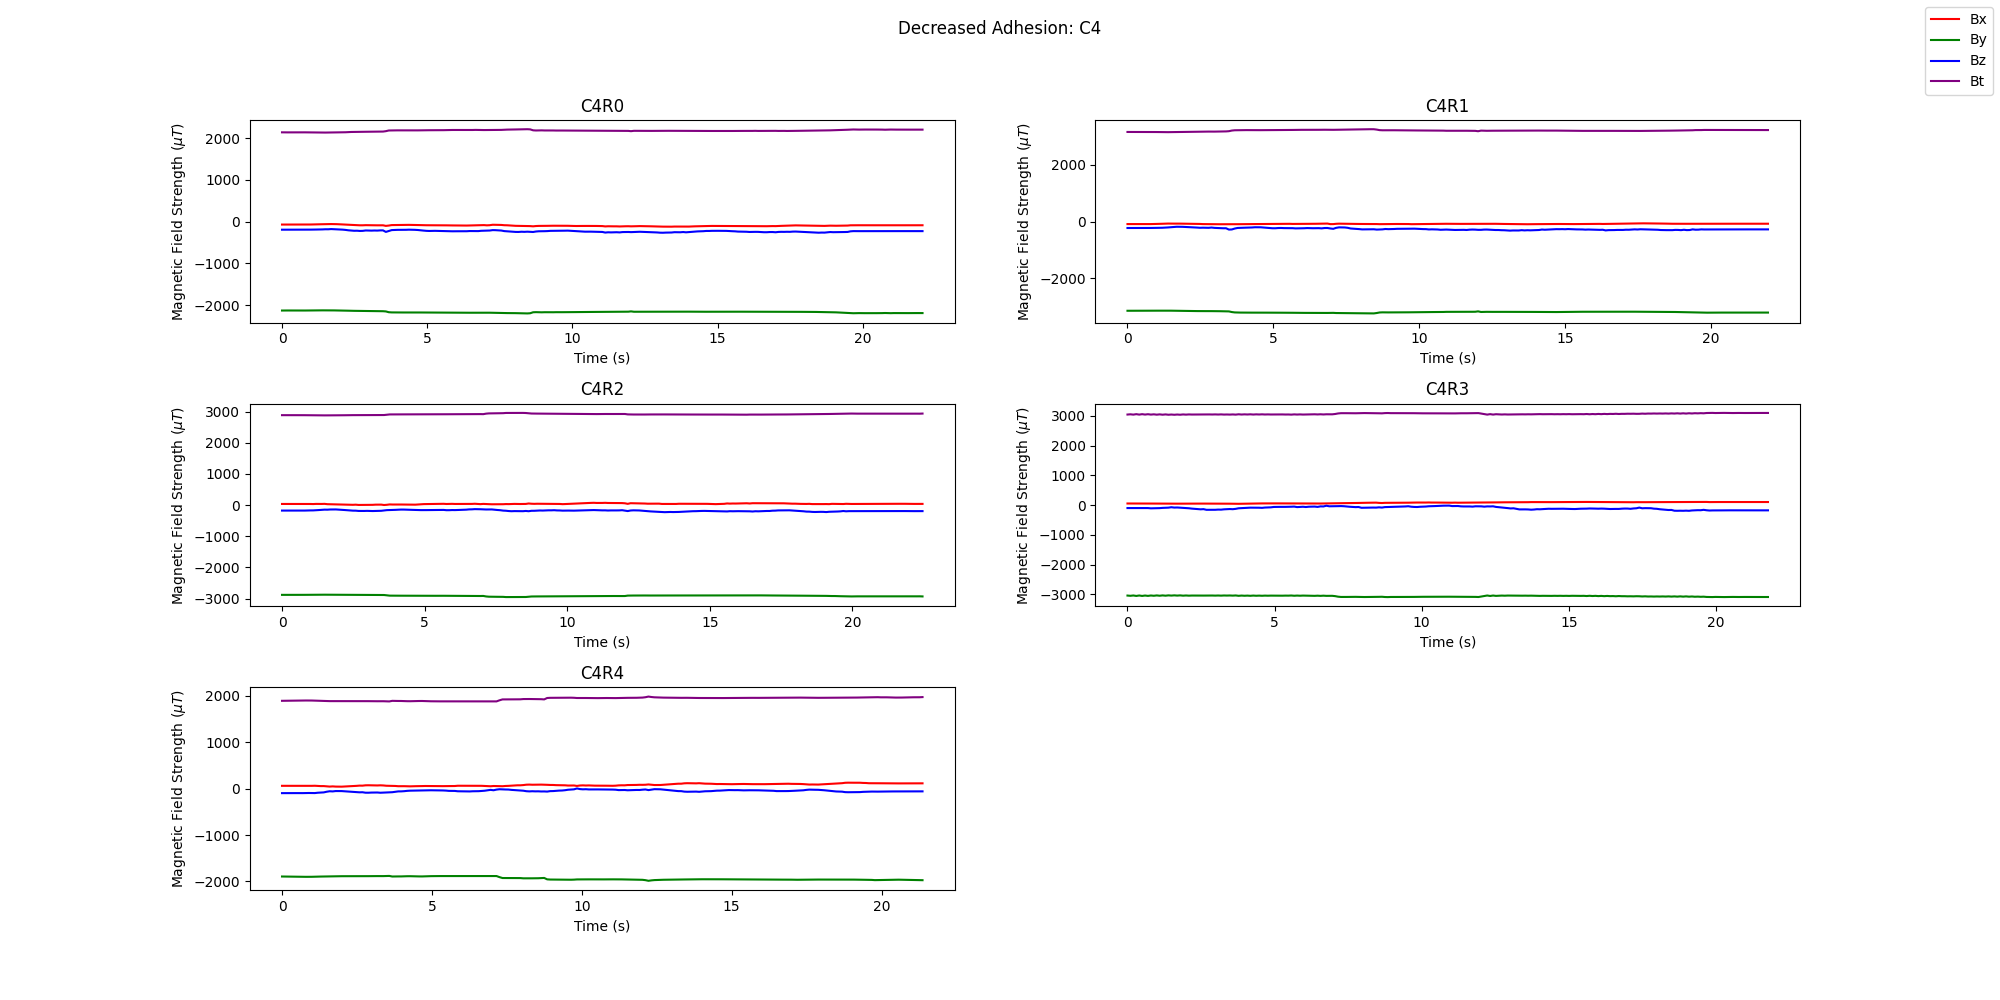 Decreased Adhesion: C4
Bx
By
Bz
Bt
C4R0
Magnetic Field Strength (μT)
2000
1000
0
−1000
−2000
0 5 10 15 20
Time (s)
C4R1
Magnetic Field Strength (μT)
2000
0
−2000
0 5 10 15 20
Time (s)
C4R2
Magnetic Field Strength (μT)
3000
2000
1000
0
−1000
−2000
−3000
0 5 10 15 20
Time (s)
C4R3
Magnetic Field Strength (μT)
3000
2000
1000
0
−1000
−2000
−3000
0 5 10 15 20
Time (s)
C4R4
Magnetic Field Strength (μT)
2000
1000
0
−1000
−2000
0 5 10 15 20
Time (s)